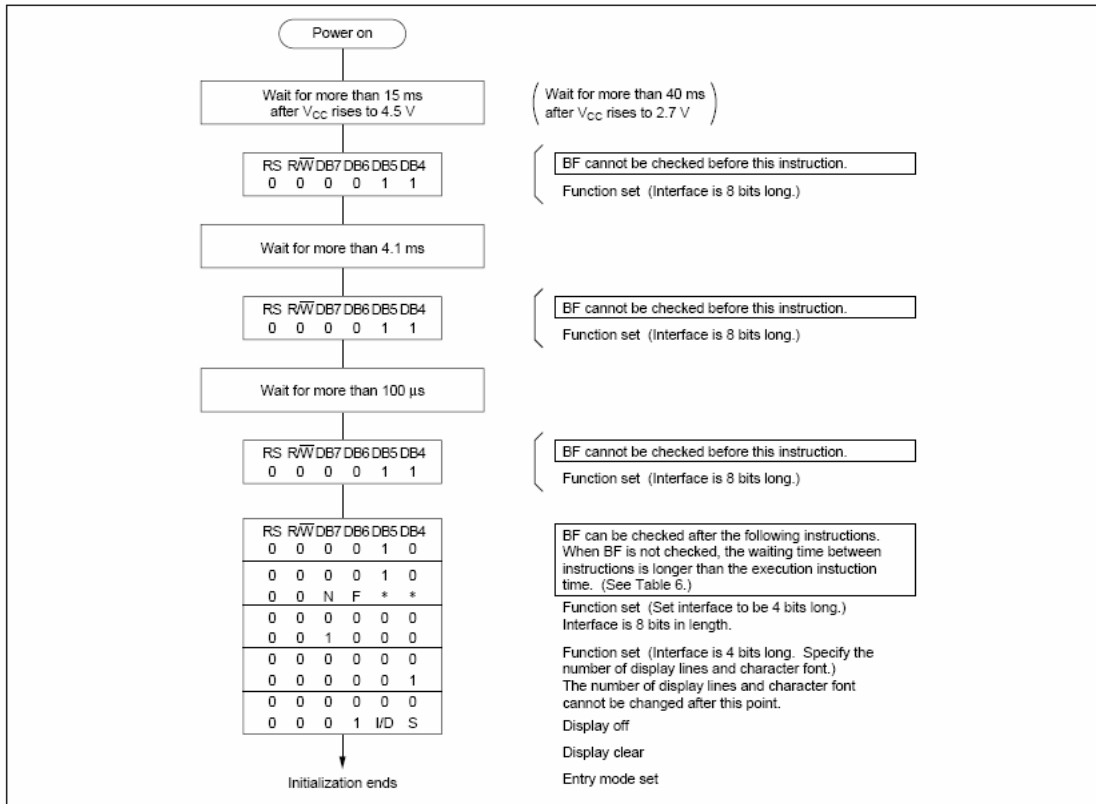 Power on
Wait for more than 15 ms
after VCC rises to 4.5 V
Wait for more than 40 ms
after VCC rises to 2.7 V
RS R/W DB7 DB6 DB5 DB4
0 0 0 0 1 1
BF cannot be checked before this instruction.
Function set (Interface is 8 bits long.)
Wait for more than 4.1 ms
RS R/W DB7 DB6 DB5 DB4
0 0 0 0 1 1
BF cannot be checked before this instruction.
Function set (Interface is 8 bits long.)
Wait for more than 100 µs
RS R/W DB7 DB6 DB5 DB4
0 0 0 0 1 1
BF cannot be checked before this instruction.
Function set (Interface is 8 bits long.)
RS R/W DB7 DB6 DB5 DB4
0 0 0 0 1 0
0 0 0 0 1 0
0 0 N F * *
0 0 0 0 0 0
0 0 1 0 0 0
0 0 0 0 0 0
0 0 0 0 0 1
0 0 0 0 0 0
0 0 0 1 I/D S
Initialization ends
BF can be checked after the following instructions.
When BF is not checked, the waiting time between
instructions is longer than the execution instuction
time. (See Table 6.)
Function set (Set interface to be 4 bits long.)
Interface is 8 bits in length.
Function set (Interface is 4 bits long. Specify the
number of display lines and character font.)
The number of display lines and character font
cannot be changed after this point.
Display off
Display clear
Entry mode set